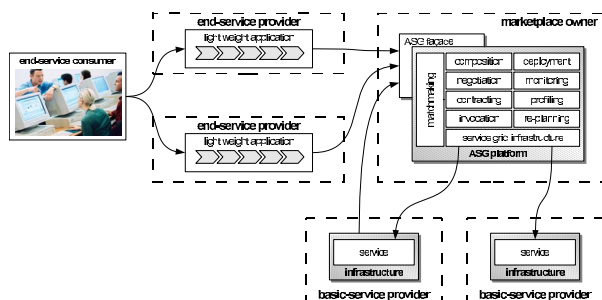 end-service consumer
end-service provider
light weight application
end-service provider
light weight application
marketplace owner
ASG façade
matchmaking
composition
deployment
negotiation
monitoring
contracting
profiling
invocation
re-planning
service grid infrastructure
ASG platform
service
infrastructure
basic-service provider
service
infrastructure
basic-service provider